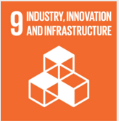 9 INDUSTRY, INNOVATION
AND INFRASTRUCTURE